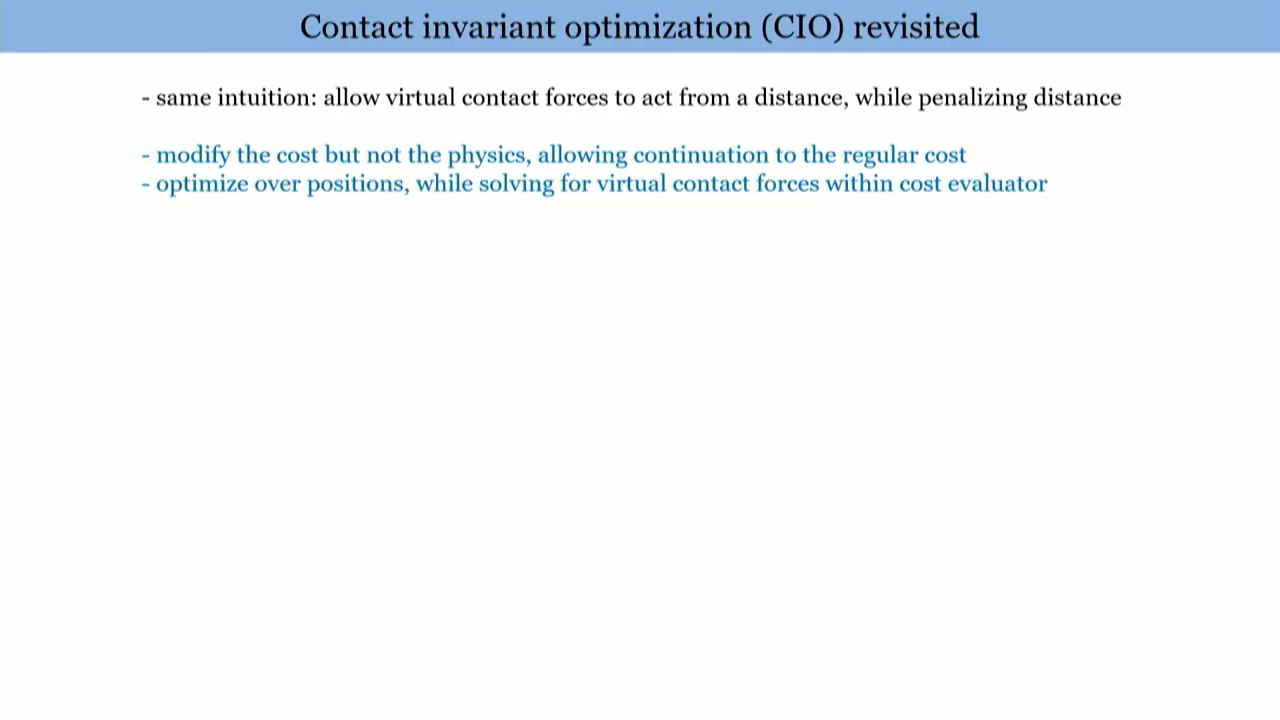 Contact invariant optimization (CIO) revisited
- same intuition: allow virtual contact forces to act from a distance, while penalizing distance
- modify the cost but not the physics, allowing continuation to the regular cost
- optimize over positions, while solving for virtual contact forces within cost evaluator